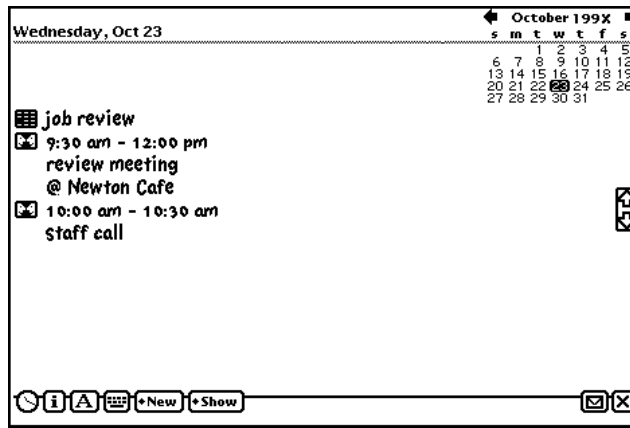 Wednesday, Oct 23
October 199X
s m t w t f s
1 2 3 4 5
6 7 8 9 10 11 12
13 14 15 16 17 18 19
20 21 22 23 24 25 26
27 28 29 30 31
job review
9:30 am - 12:00 pm
review meeting
@ Newton Cafe
10:00 am - 10:30 am
staff call
i A New Show X